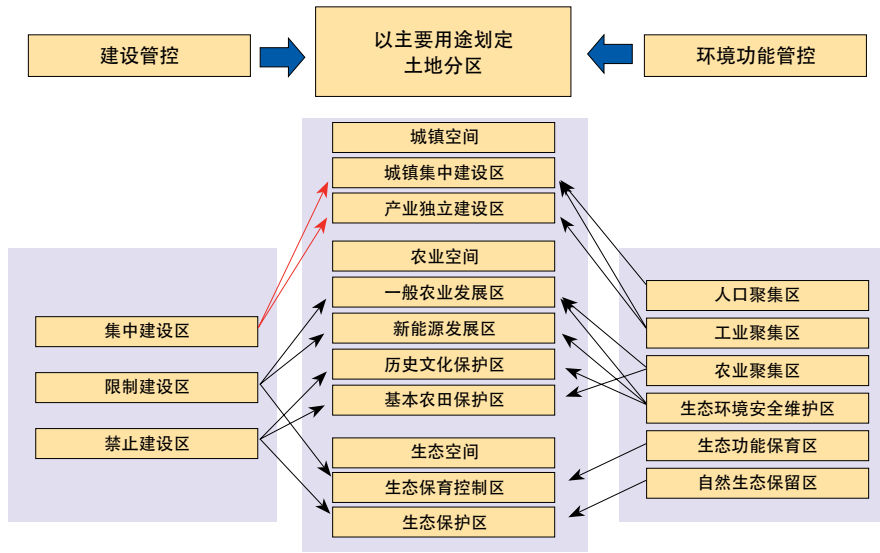 建设管控
以主要用途划定
土地分区
环境功能管控
城镇空间
城镇集中建设区
产业独立建设区
农业空间
一般农业发展区
新能源发展区
历史文化保护区
基本农田保护区
生态空间
生态保育控制区
生态保护区
集中建设区
限制建设区
禁止建设区
人口聚集区
工业聚集区
农业聚集区
生态环境安全维护区
生态功能保育区
自然生态保留区